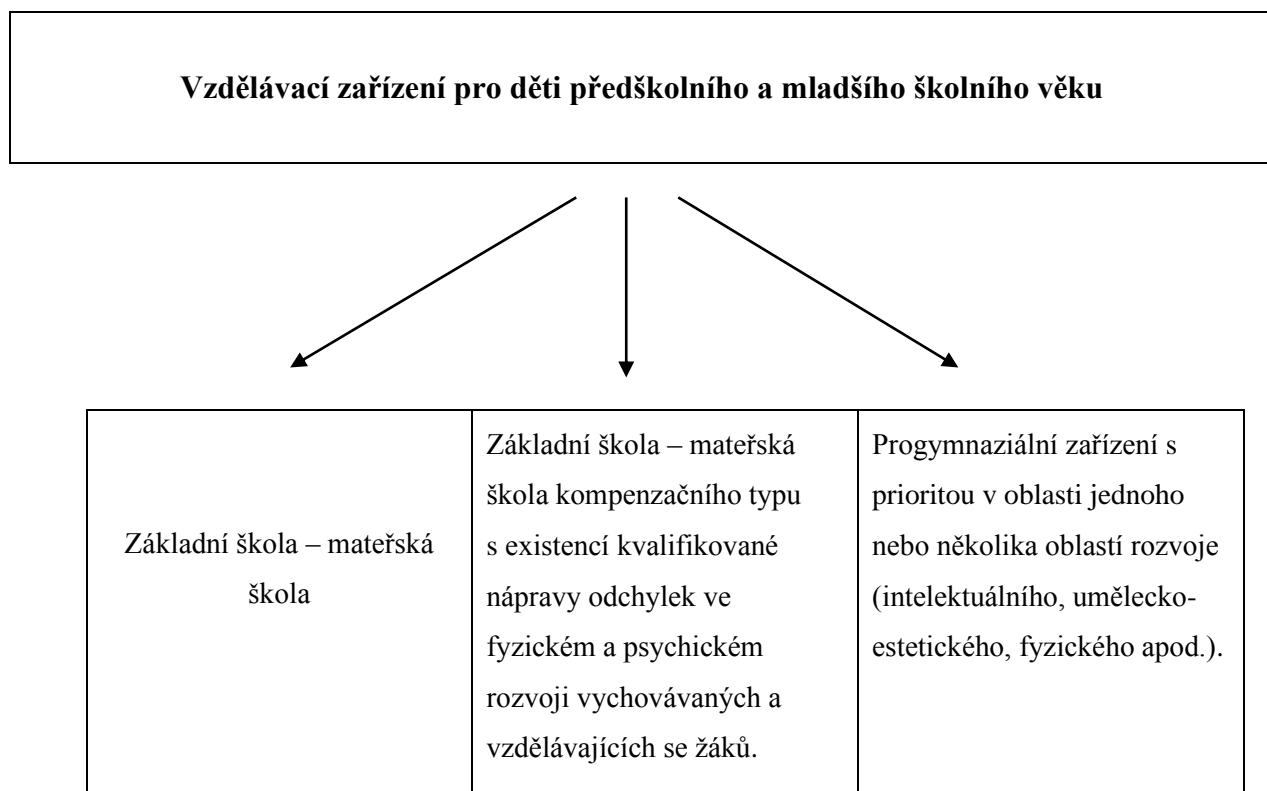 Vzdělávací zařízení pro děti předškolního a mladšího školního věku
Základní škola – mateřská
škola
Základní škola – mateřská
škola kompenzačního typu
s existencí kvalifikované
nápravy odchylek ve
fyzickém a psychickém
rozvoji vychovávaných a
vzdělávajících se žáků.
Progymnaziální zařízení s
prioritou v oblasti jednoho
nebo několika oblastí rozvoje
(intelektuálního, umělecko-
estetického, fyzického apod.).